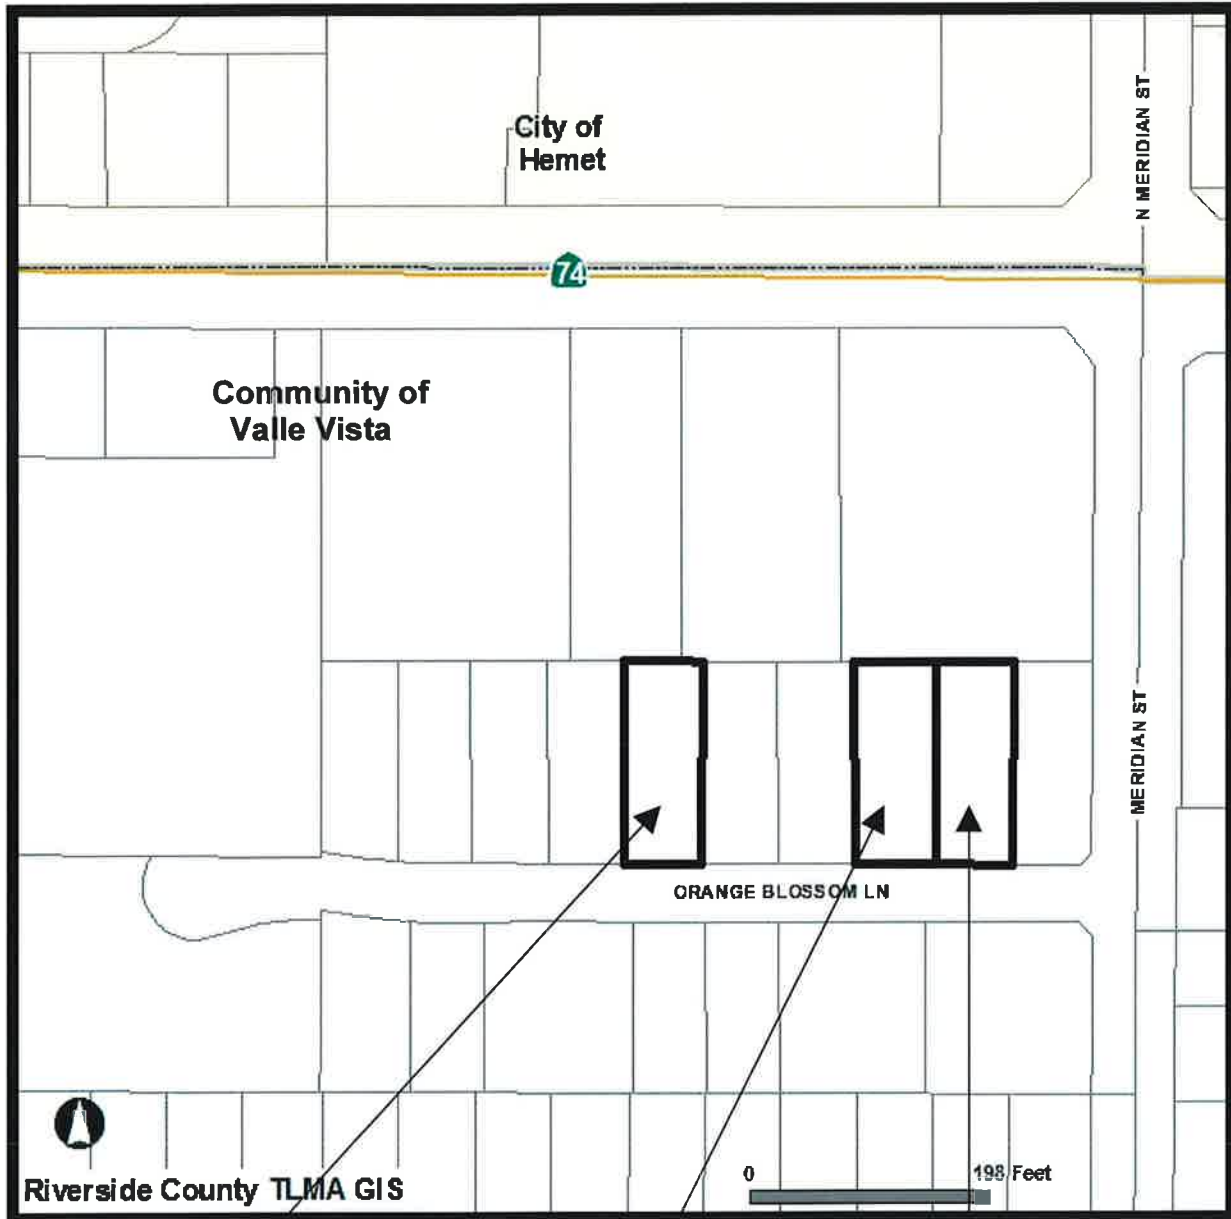 City of
Hemet
N MERIDIAN ST
74
Community of
Valle Vista
MERIDIAN ST
ORANGE BLOSSOM LN
Riverside County TLMA GIS
0
198 Feet